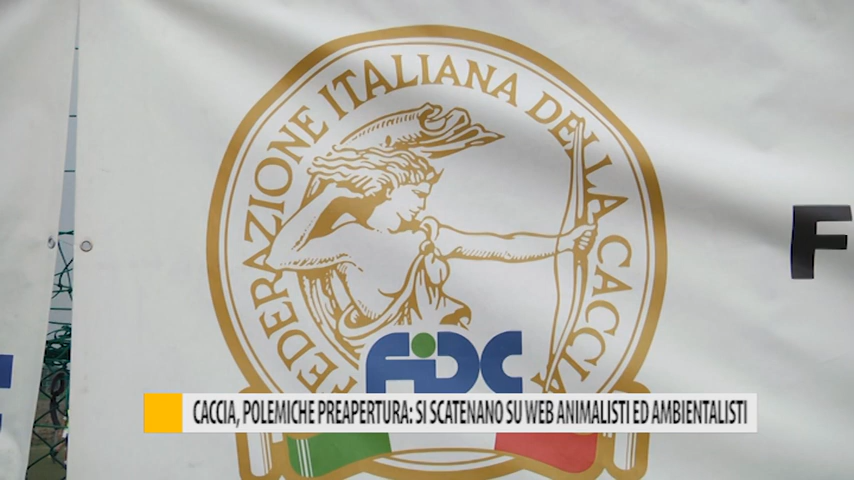 FEDERAZIONE ITALIANA DELLA CACCIA
F
FiDC
CACCIA, POLEMICHE PREAPERTURA: SI SCATENANO SU WEB ANIMALISTI ED AMBIENTALISTI